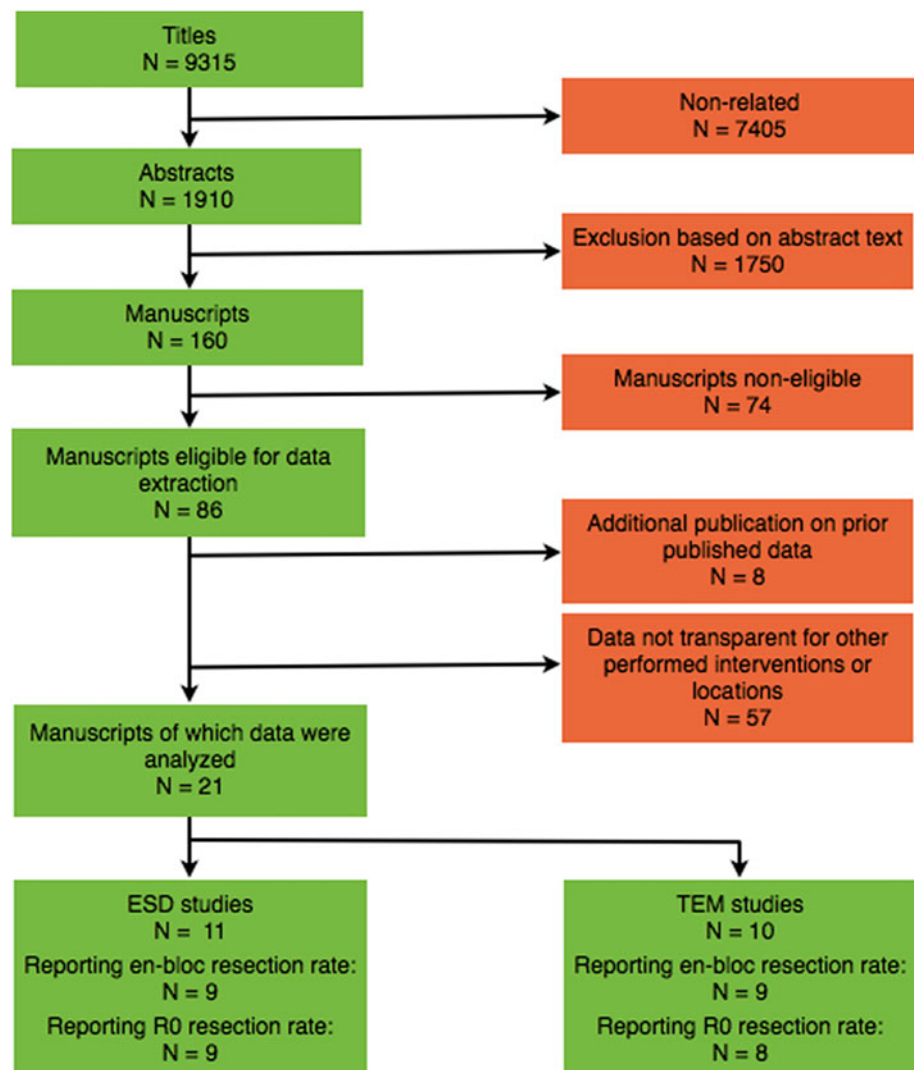 Titles
N = 9315
Non-related
N = 7405
Abstracts
N = 1910
Exclusion based on abstract text
N = 1750
Manuscripts
N = 160
Manuscripts non-eligible
N = 74
Manuscripts eligible for data
extraction
N = 86
Additional publication on prior
published data
N = 8
Data not transparent for other
performed interventions or
locations
N = 57
Manuscripts of which data were
analyzed
N = 21
ESD studies
N = 11
Reporting en-bloc resection rate:
N = 9
Reporting R0 resection rate:
N = 9
TEM studies
N = 10
Reporting en-bloc resection rate:
N = 9
Reporting R0 resection rate:
N = 8